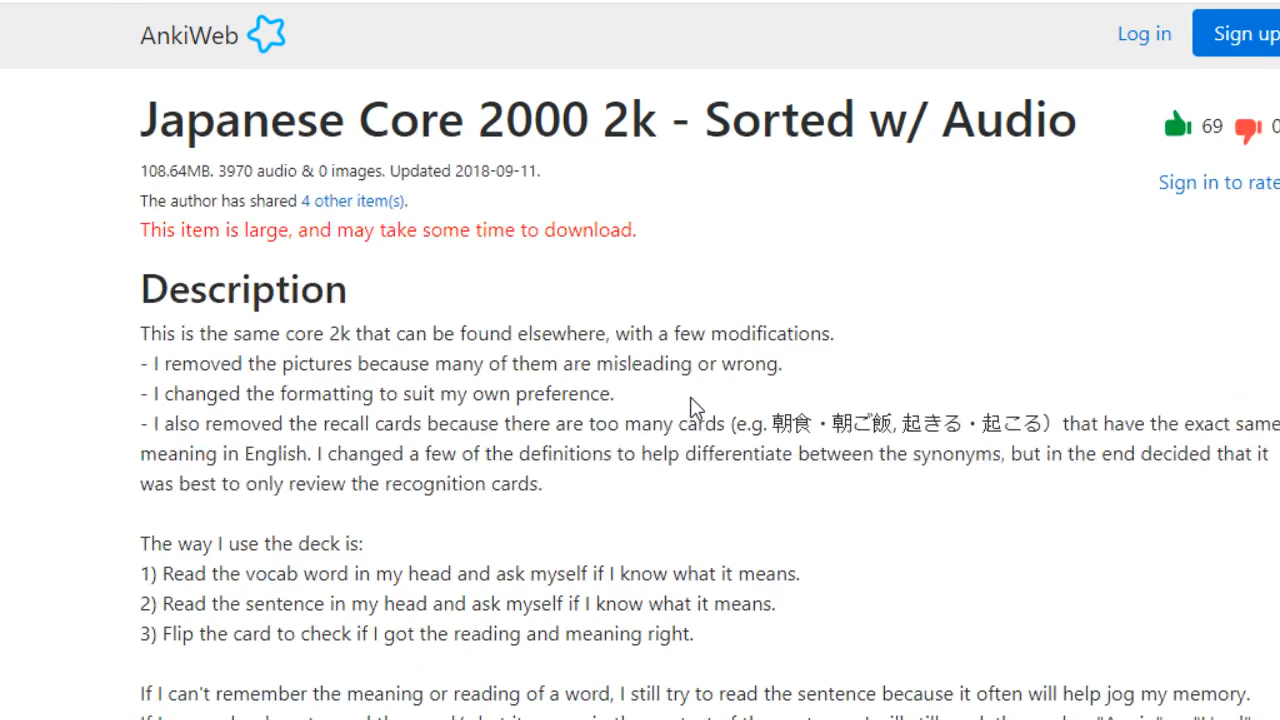 AnkiWeb
Log in
Sign up
Japanese Core 2000 2k - Sorted w/ Audio
69
0
108.64MB. 3970 audio & 0 images. Updated 2018-09-11.
Sign in to rate
The author has shared 4 other item(s).
This item is large, and may take some time to download.
Description
This is the same core 2k that can be found elsewhere, with a few modifications.
- I removed the pictures because many of them are misleading or wrong.
- I changed the formatting to suit my own preference.
- I also removed the recall cards because there are too many cards (e.g. 朝食・朝ご飯, 起きる・起こる）that have the exact same
meaning in English. I changed a few of the definitions to help differentiate between the synonyms, but in the end decided that it
was best to only review the recognition cards.
The way I use the deck is:
1) Read the vocab word in my head and ask myself if I know what it means.
2) Read the sentence in my head and ask myself if I know what it means.
3) Flip the card to check if I got the reading and meaning right.
If I can't remember the meaning or reading of a word, I still try to read the sentence because it often will help jog my memory.